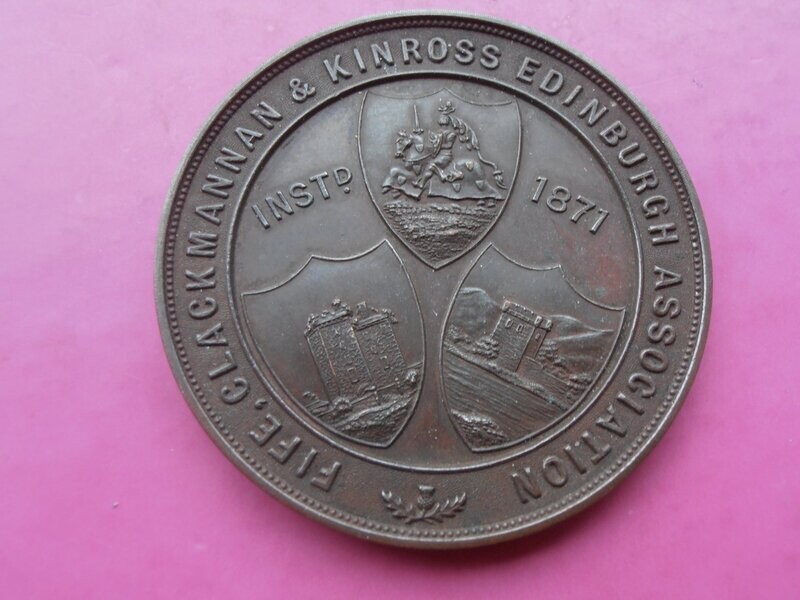 FIFE, CLACKMANNAN & KINROSS EDINBURGH ASSOCIATION
INSTD. 1871